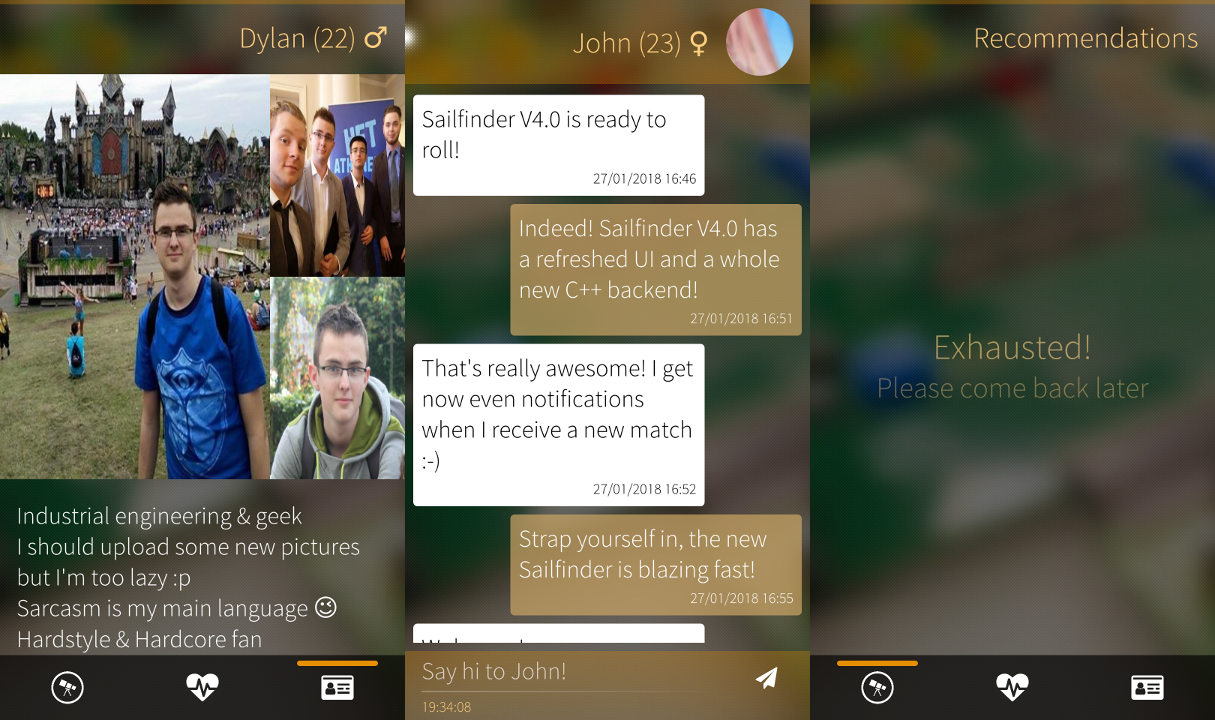 Dylan (22) ♂
HET
Industrial engineering & geek
I should upload some new pictures
but I'm too lazy :p
Sarcasm is my main language 😉
Hardstyle & Hardcore fan
John (23) ♀
Sailfinder V4.0 is ready to
roll!
27/01/2018 16:46
Indeed! Sailfinder V4.0 has
a refreshed UI and a whole
new C++ backend!
27/01/2018 16:51
That's really awesome! I get
now even notifications
when I receive a new match
:-)
27/01/2018 16:52
Strap yourself in, the new
Sailfinder is blazing fast!
27/01/2018 16:55
Say hi to John!
19:34:08
Recommendations
Exhausted!
Please come back later